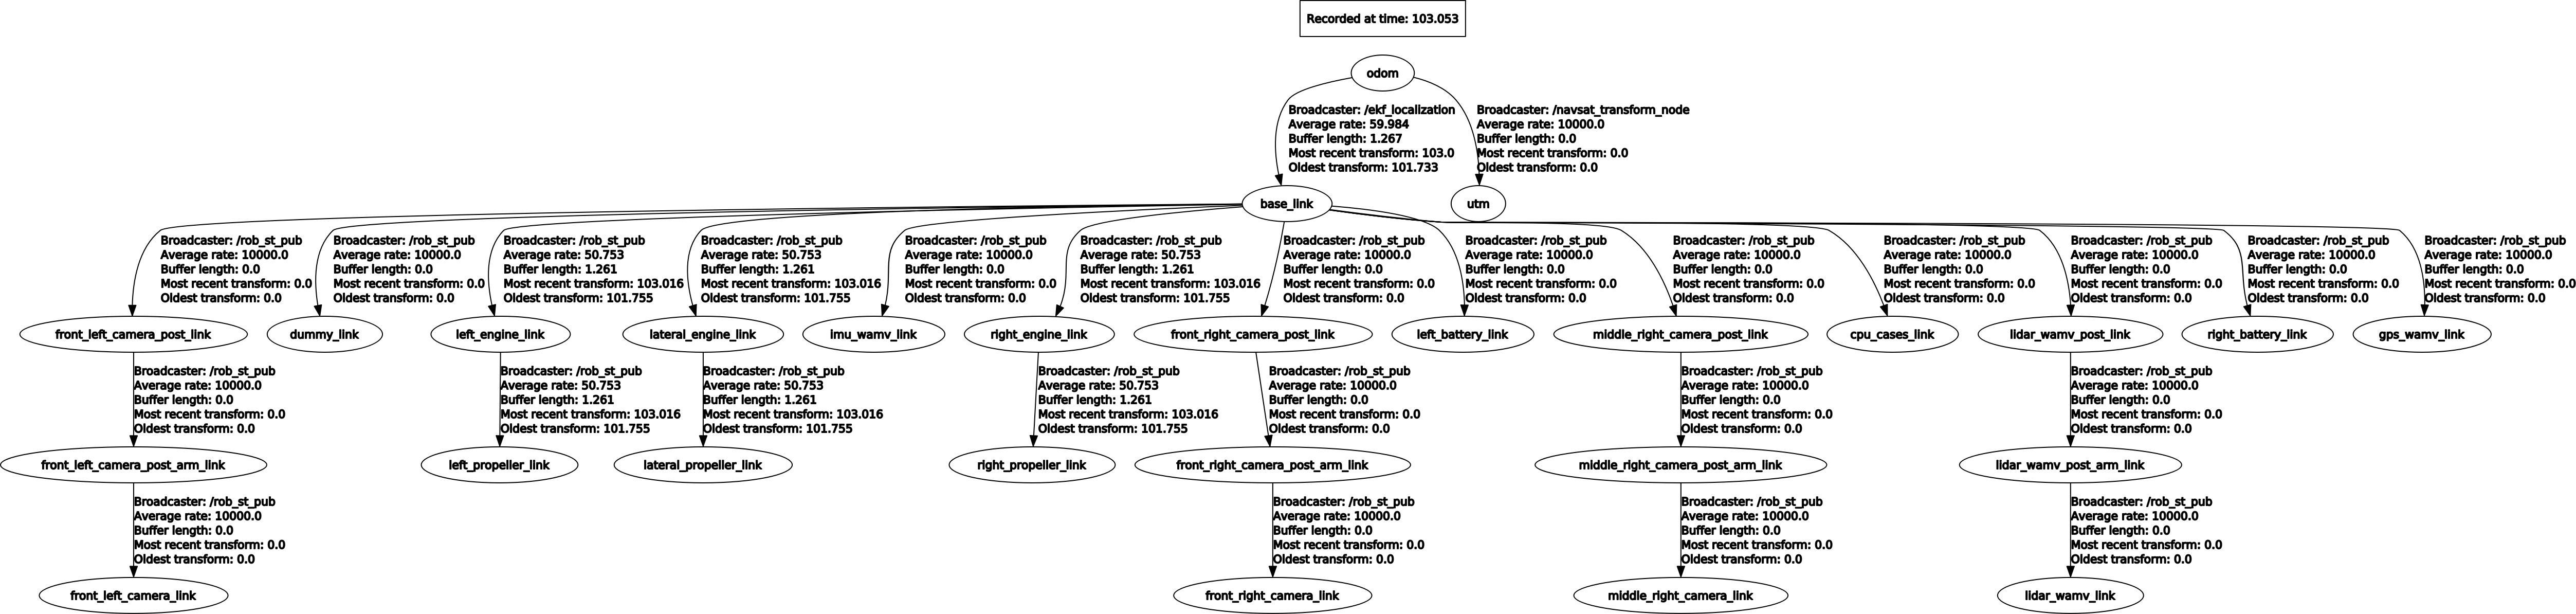 Recorded at time: 103.053
odom
Broadcaster: /ekf_localization
Average rate: 59.984
Buffer length: 1.267
Most recent transform: 103.0
Oldest transform: 101.733
Broadcaster: /navsat_transform_node
Average rate: 10000.0
Buffer length: 0.0
Most recent transform: 0.0
Oldest transform: 0.0
base_link
utm
Broadcaster: /rob_st_pub
Average rate: 10000.0
Buffer length: 0.0
Most recent transform: 0.0
Oldest transform: 0.0
Broadcaster: /rob_st_pub
Average rate: 10000.0
Buffer length: 0.0
Most recent transform: 0.0
Oldest transform: 0.0
Broadcaster: /rob_st_pub
Average rate: 50.753
Buffer length: 1.261
Most recent transform: 103.016
Oldest transform: 101.755
Broadcaster: /rob_st_pub
Average rate: 50.753
Buffer length: 1.261
Most recent transform: 103.016
Oldest transform: 101.755
Broadcaster: /rob_st_pub
Average rate: 10000.0
Buffer length: 0.0
Most recent transform: 0.0
Oldest transform: 0.0
Broadcaster: /rob_st_pub
Average rate: 50.753
Buffer length: 1.261
Most recent transform: 103.016
Oldest transform: 101.755
Broadcaster: /rob_st_pub
Average rate: 10000.0
Buffer length: 0.0
Most recent transform: 0.0
Oldest transform: 0.0
Broadcaster: /rob_st_pub
Average rate: 10000.0
Buffer length: 0.0
Most recent transform: 0.0
Oldest transform: 0.0
Broadcaster: /rob_st_pub
Average rate: 10000.0
Buffer length: 0.0
Most recent transform: 0.0
Oldest transform: 0.0
Broadcaster: /rob_st_pub
Average rate: 10000.0
Buffer length: 0.0
Most recent transform: 0.0
Oldest transform: 0.0
Broadcaster: /rob_st_pub
Average rate: 10000.0
Buffer length: 0.0
Most recent transform: 0.0
Oldest transform: 0.0
Broadcaster: /rob_st_pub
Average rate: 10000.0
Buffer length: 0.0
Most recent transform: 0.0
Oldest transform: 0.0
Broadcaster: /rob_st_pub
Average rate: 10000.0
Buffer length: 0.0
Most recent transform: 0.0
Oldest transform: 0.0
front_left_camera_post_link
dummy_link
left_engine_link
lateral_engine_link
imu_wamv_link
right_engine_link
front_right_camera_post_link
left_battery_link
middle_right_camera_post_link
cpu_cases_link
lidar_wamv_post_link
right_battery_link
gps_wamv_link
Broadcaster: /rob_st_pub
Average rate: 10000.0
Buffer length: 0.0
Most recent transform: 0.0
Oldest transform: 0.0
Broadcaster: /rob_st_pub
Average rate: 50.753
Buffer length: 1.261
Most recent transform: 103.016
Oldest transform: 101.755
Broadcaster: /rob_st_pub
Average rate: 50.753
Buffer length: 1.261
Most recent transform: 103.016
Oldest transform: 101.755
Broadcaster: /rob_st_pub
Average rate: 50.753
Buffer length: 1.261
Most recent transform: 103.016
Oldest transform: 101.755
Broadcaster: /rob_st_pub
Average rate: 10000.0
Buffer length: 0.0
Most recent transform: 0.0
Oldest transform: 0.0
Broadcaster: /rob_st_pub
Average rate: 10000.0
Buffer length: 0.0
Most recent transform: 0.0
Oldest transform: 0.0
Broadcaster: /rob_st_pub
Average rate: 10000.0
Buffer length: 0.0
Most recent transform: 0.0
Oldest transform: 0.0
front_left_camera_post_arm_link
left_propeller_link
lateral_propeller_link
right_propeller_link
front_right_camera_post_arm_link
middle_right_camera_post_arm_link
lidar_wamv_post_arm_link
Broadcaster: /rob_st_pub
Average rate: 10000.0
Buffer length: 0.0
Most recent transform: 0.0
Oldest transform: 0.0
Broadcaster: /rob_st_pub
Average rate: 10000.0
Buffer length: 0.0
Most recent transform: 0.0
Oldest transform: 0.0
Broadcaster: /rob_st_pub
Average rate: 10000.0
Buffer length: 0.0
Most recent transform: 0.0
Oldest transform: 0.0
Broadcaster: /rob_st_pub
Average rate: 10000.0
Buffer length: 0.0
Most recent transform: 0.0
Oldest transform: 0.0
front_left_camera_link
front_right_camera_link
middle_right_camera_link
lidar_wamv_link